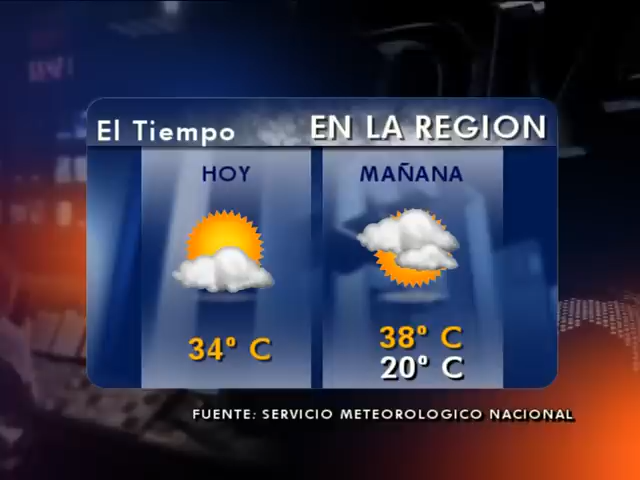 El Tiempo
EN LA REGION
HOY
MAÑANA
34º C
38º C
20º C
FUENTE: SERVICIO METEOROLOGICO NACIONAL